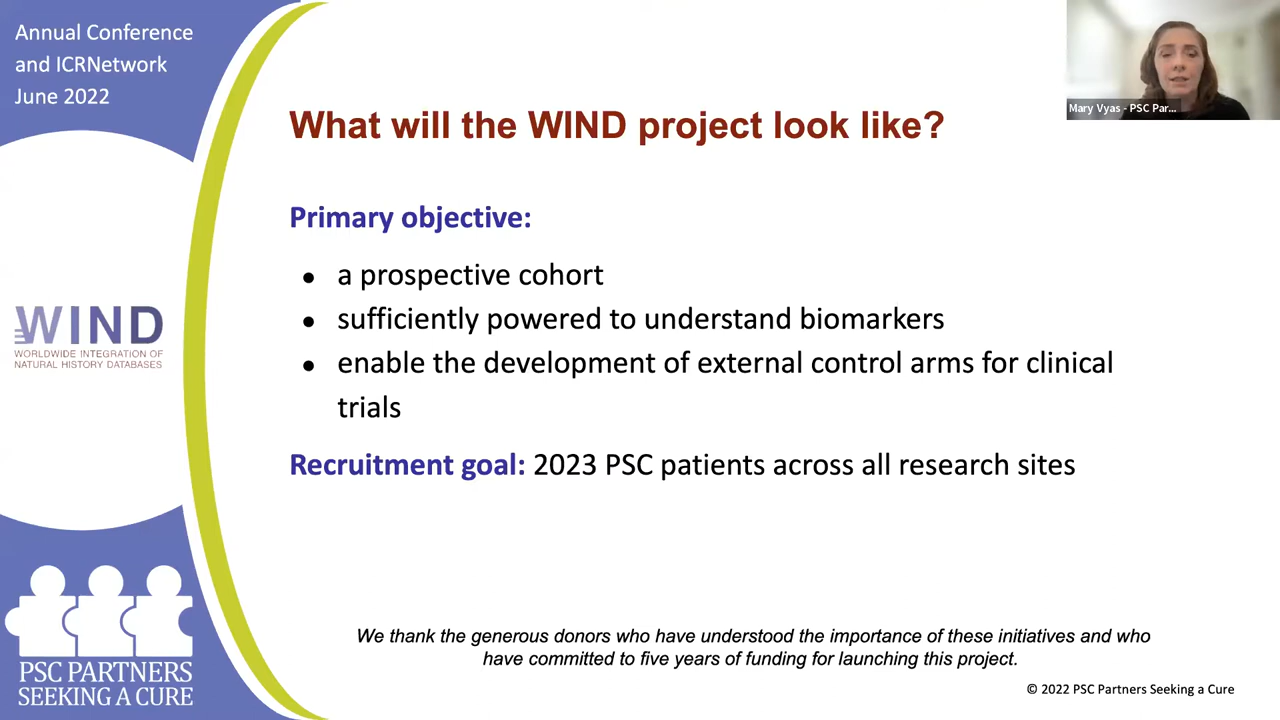 Annual Conference
and ICRNetwork
June 2022
Mary Vyas - PSC Par...
What will the WIND project look like?
Primary objective:
● a prospective cohort
● sufficiently powered to understand biomarkers
● enable the development of external control arms for clinical
trials
Recruitment goal: 2023 PSC patients across all research sites
WIND
WORLDWIDE INTEGRATION OF
NATURAL HISTORY DATABASES
PSC PARTNERS
SEEKING A CURE
We thank the generous donors who have understood the importance of these initiatives and who
have committed to five years of funding for launching this project.
© 2022 PSC Partners Seeking a Cure